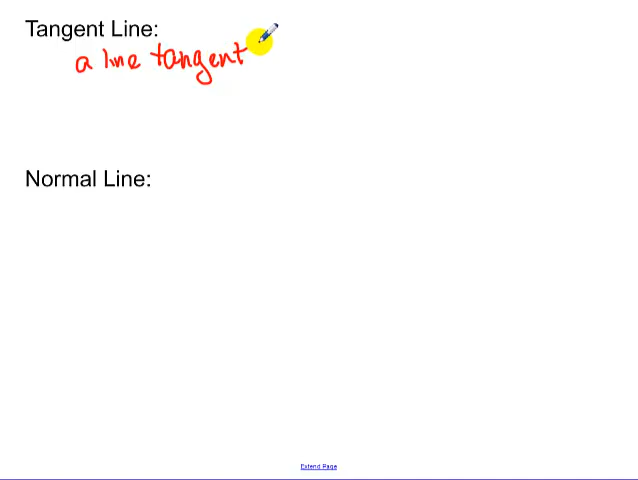 Tangent Line:
a line tangent
Normal Line:
Extend Page